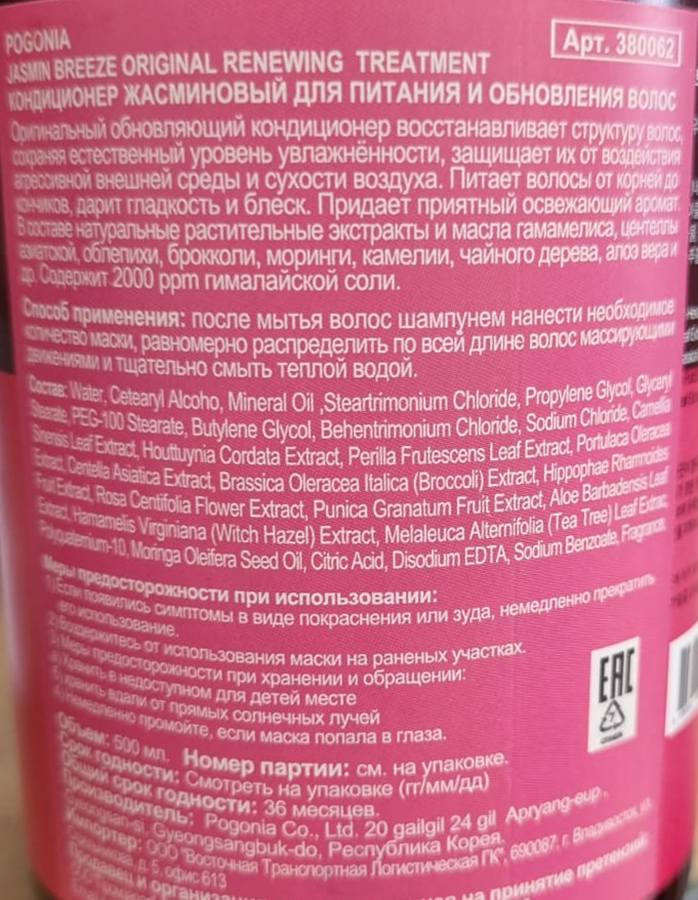 POGONIA
Арт. 380062
JASMIN BREEZE ORIGINAL RENEWING TREATMENT
КОНДИЦИОНЕР ЖАСМИНОВЫЙ ДЛЯ ПИТАНИЯ И ОБНОВЛЕНИЯ ВОЛОС
Оригинальный обновляющий кондиционер восстанавливает структуру волос,
сохраняя естественный уровень увлажнённости, защищает их от воздействия
агрессивной внешней среды и сухости воздуха. Питает волосы от корней до
кончиков, дарит гладкость и блеск. Придает приятный освежающий аромат.
В составе натуральные растительные экстракты и масла гамамелиса, центеллы
азиатской, облепихи, брокколи, моринги, камелии, чайного дерева, алоэ вера и
др. Содержит 2000 ppm гималайской соли.
Способ применения: после мытья волос шампунем нанести необходимое
количество маски, равномерно распределить по всей длине волос массирующими
движениями и тщательно смыть теплой водой.
Состав: Water, Cetearyl Alcoho, Mineral Oil ,Steartrimonium Chloride, Propylene Glycol, Glyceryl
Stearate, PEG-100 Stearate, Butylene Glycol, Behentrimonium Chloride, Sodium Chloride, Camellia
Sinensis Leaf Extract, Houttuynia Cordata Extract, Perilla Frutescens Leaf Extract, Portulaca Oleracea
Extract, Centella Asiatica Extract, Brassica Oleracea Italica (Broccoli) Extract, Hippophae Rhamnoides
Fruit Extract, Rosa Centifolia Flower Extract, Punica Granatum Fruit Extract, Aloe Barbadensis Leaf
Extract, Hamamelis Virginiana (Witch Hazel) Extract, Melaleuca Alternifolia (Tea Tree) Leaf Extract,
Polyquaternium-10, Moringa Oleifera Seed Oil, Citric Acid, Disodium EDTA, Sodium Benzoate, Fragrance.
Меры предосторожности при использовании:
1) Если появились симптомы в виде покраснения или зуда, немедленно прекратить
его использование.
2) Воздержитесь от использования маски на раненых участках.
3) Меры предосторожности при хранении и обращении:
а) Хранить в недоступном для детей месте
б) хранить вдали от прямых солнечных лучей
4) Немедленно промойте, если маска попала в глаза.
EAC
7
Объем: 500 мл. Номер партии: см. на упаковке.
Срок годности: Смотреть на упаковке (гг/мм/дд)
Общий срок годности: 36 месяцев.
Производитель: Pogonia Co., Ltd. 20 gailgil 24 gil Apryang-eup,
Gyeongsan-si, Gyeongsangbuk-do, Республика Корея.
Импортер: ООО "Восточная Транспортная Логистическая ГК", 690087, г. Владивосток, ул.
д. 5, офис 613
Продавец и на принятие претензий:
ООО